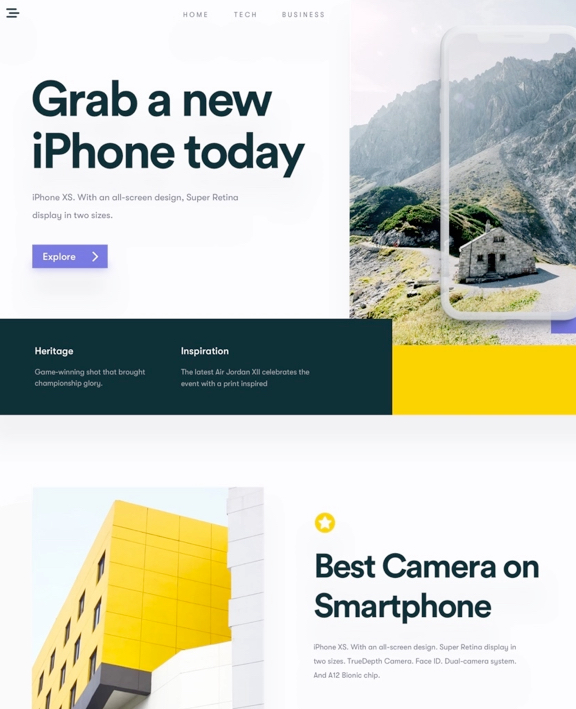 HOME TECH BUSINESS
Grab a new
iPhone today
iPhone XS. With an all-screen design, Super Retina
display in two sizes.
Explore
Heritage
Game-winning shot that brought
championship glory.
Inspiration
The latest Air Jordan XII celebrates the
event with a print inspired
Best Camera on
Smartphone
iPhone XS. With an all-screen design. Super Retina display in
two sizes. TrueDepth Camera. Face ID. Dual-camera system.
And A12 Bionic chip.